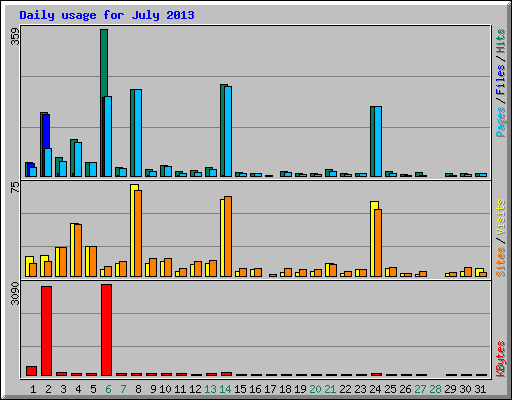 Daily usage for July 2013
359
Pages / Files / Hits
75
Sites / Visits
3090
KBytes
1 2 3 4 5 6 7 8 9 10 11 12 13 14 15 16 17 18 19 20 21 22 23 24 25 26 27 28 29 30 31